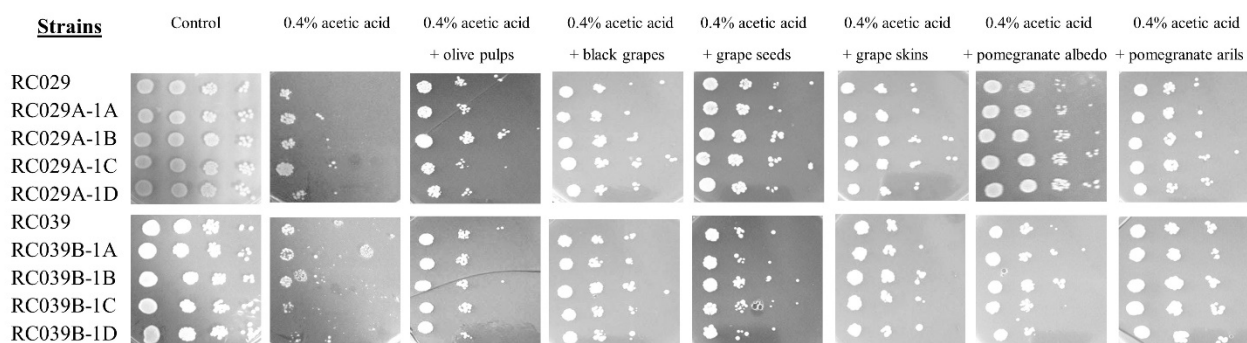 Strains
Control
0.4% acetic acid
0.4% acetic acid
+ olive pulps
0.4% acetic acid
+ black grapes
0.4% acetic acid
+ grape seeds
0.4% acetic acid
+ grape skins
0.4% acetic acid
+ pomegranate albedo
0.4% acetic acid
+ pomegranate arils
RC029
RC029A-1A
RC029A-1B
RC029A-1C
RC029A-1D
RC039
RC039B-1A
RC039B-1B
RC039B-1C
RC039B-1D